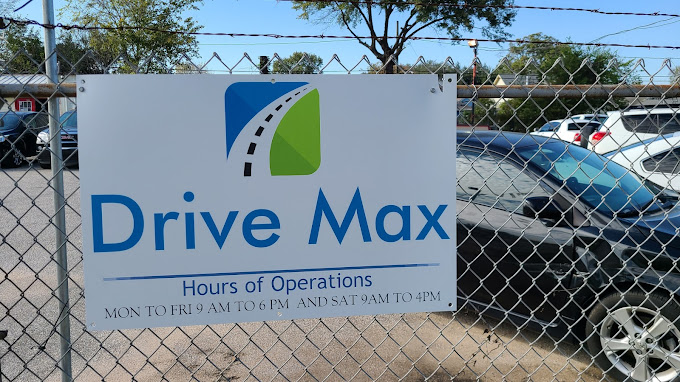 Drive Max
Hours of Operations
MON TO FRI 9 AM TO 6 PM AND SAT 9AM TO 4PM